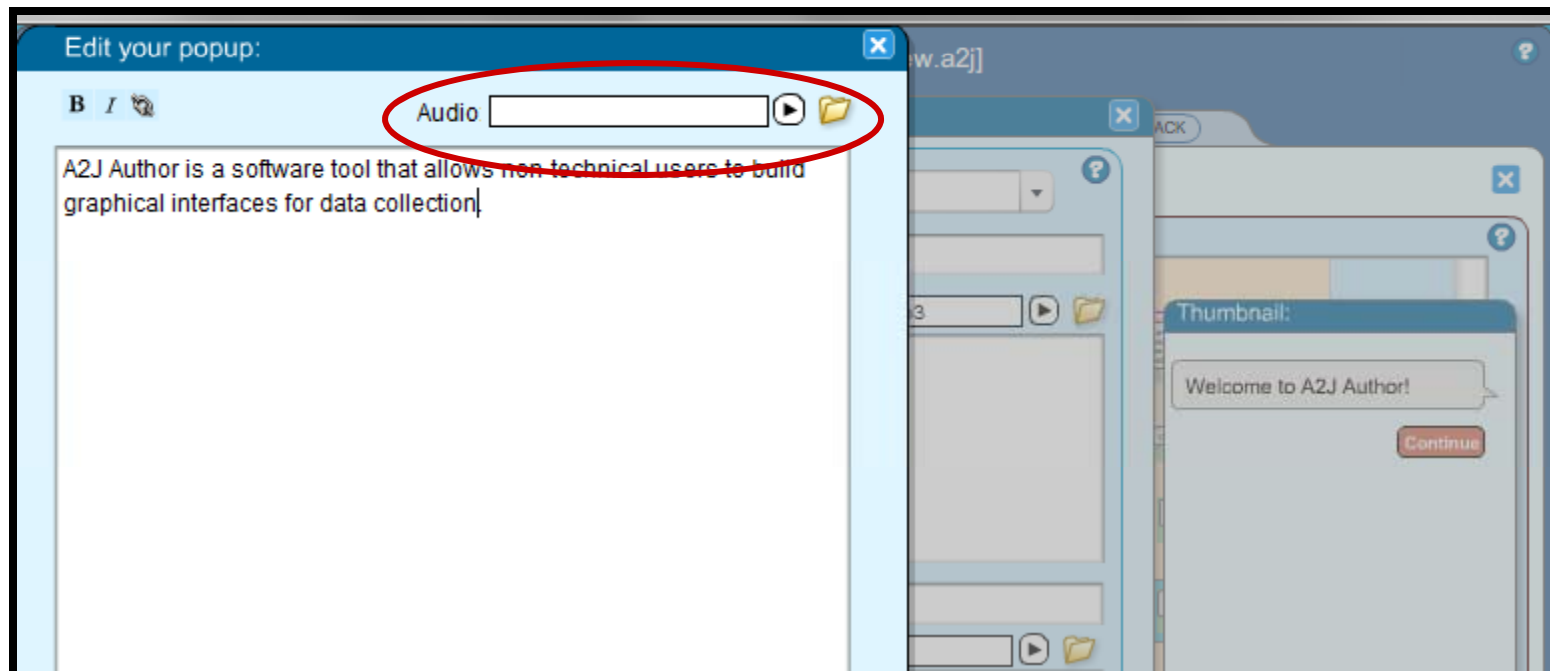 Edit your popup:
w.a2j]
B I
Audio
ACK
A2J Author is a software tool that allows non-technical users to build
graphical interfaces for data collection.
3
Thumbnail:
Welcome to A2J Author!
Continue